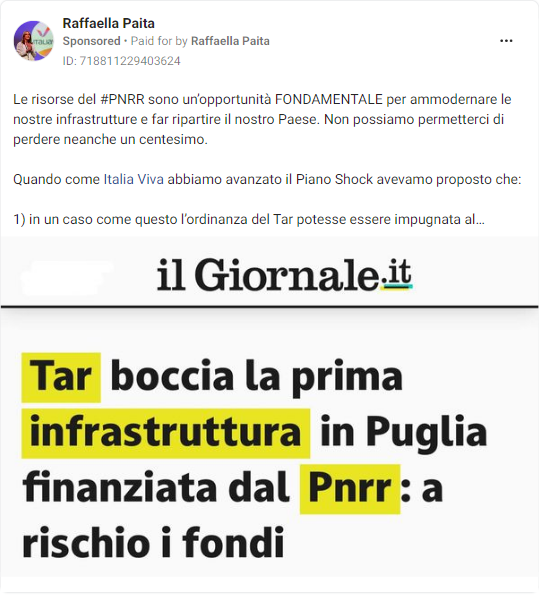 Raffaella Paita
Sponsored • Paid for by Raffaella Paita
ID: 718811229403624
Le risorse del #PNRR sono un'opportunità FONDAMENTALE per ammodernare le
nostre infrastrutture e far ripartire il nostro Paese. Non possiamo permetterci di
perdere neanche un centesimo.
Quando come Italia Viva abbiamo avanzato il Piano Shock avevamo proposto che:
1) in un caso come questo l'ordinanza del Tar potesse essere impugnata al…
il Giornale.it
Tar boccia la prima
infrastruttura in Puglia
finanziata dal Pnrr: a
rischio i fondi